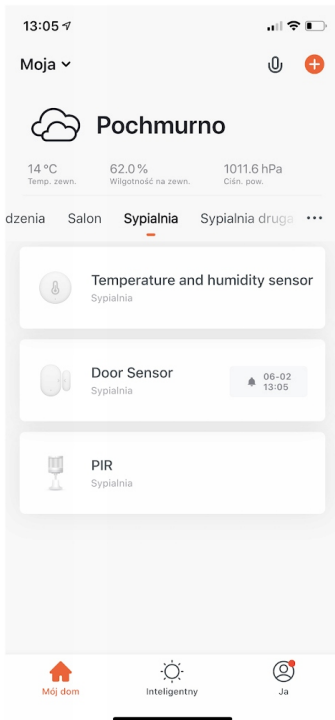 13:05
Moja
Pochmurno
14 °C 62.0 % 1011.6 hPa
Temp. zewn. Wilgotność na zewn. Ciśn. pow.
dzenia Salon Sypialnia Sypialnia druga
Temperature and humidity sensor
Sypialnia
Door Sensor
Sypialnia
06-02
13:05
PIR
Sypialnia
Mój dom Inteligentny Ja